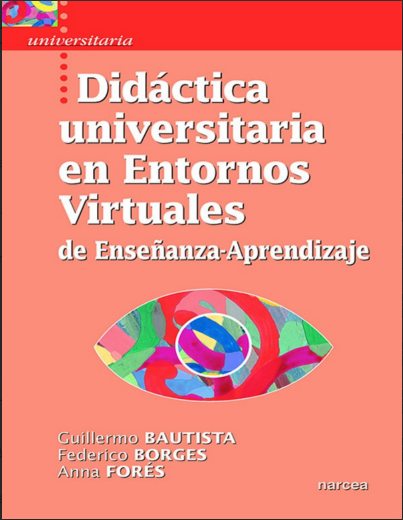 universitaria
Didáctica
universitaria
en Entornos
Virtuales
de Enseñanza-Aprendizaje
Guillermo BAUTISTA
Federico BORGES
Anna FORÉS
narcea